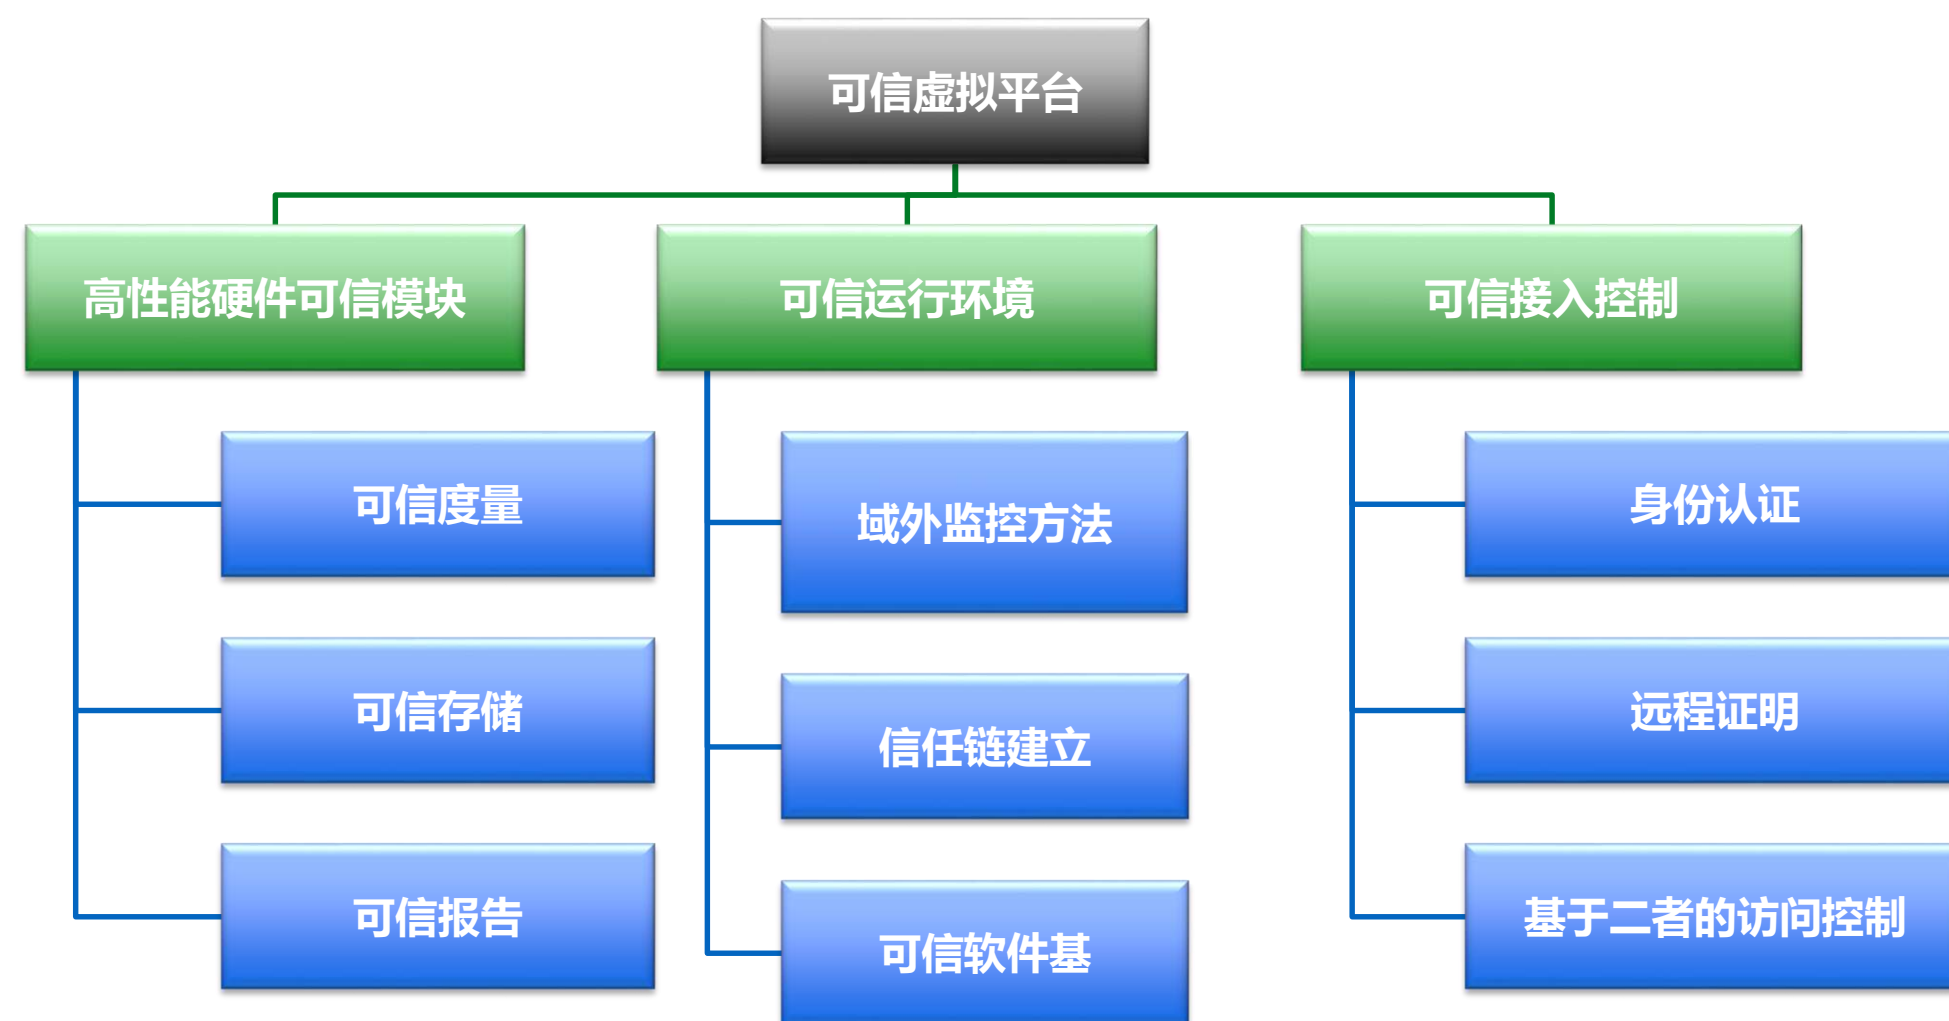 可信虚拟平台
高性能硬件可信模块
可信运行环境
可信接入控制
可信度量
可信存储
可信报告
域外监控方法
信任链建立
可信软件基
身份认证
远程证明
基于二者的访问控制